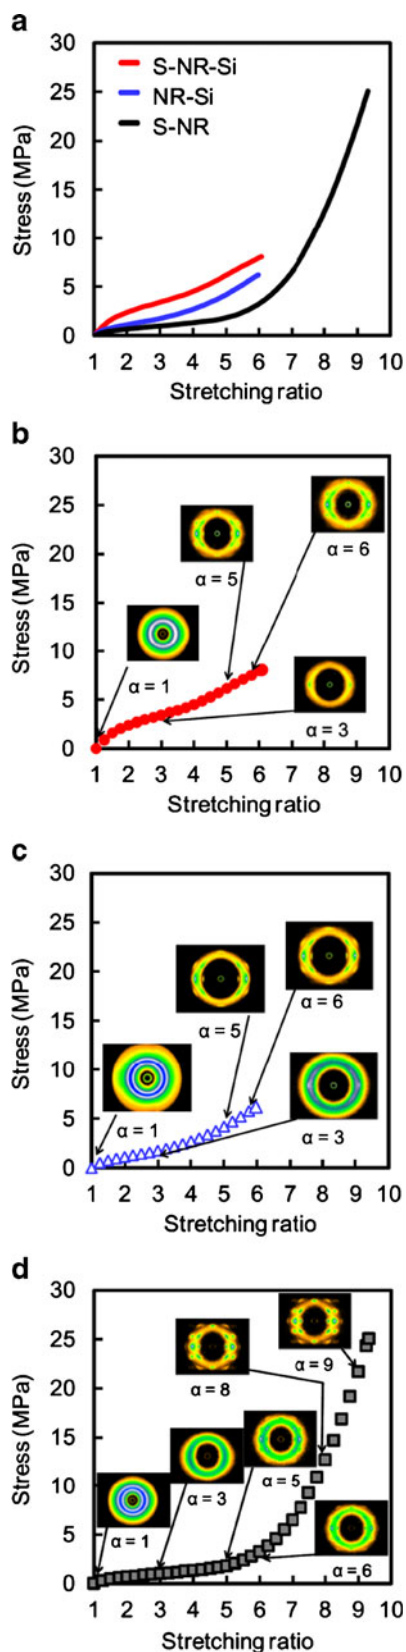 a
30
25
20
15
10
5
0
Stress (MPa)
S-NR-Si
NR-Si
S-NR
1 2 3 4 5 6 7 8 9 10
Stretching ratio
b
30
25
20
15
10
5
0
Stress (MPa)
α = 6
α = 5
α = 1
α = 3
1 2 3 4 5 6 7 8 9 10
Stretching ratio
c
30
25
20
15
10
5
0
Stress (MPa)
α = 6
α = 5
α = 1
α = 3
1 2 3 4 5 6 7 8 9 10
Stretching ratio
d
30
25
20
15
10
5
0
Stress (MPa)
α = 9
α = 8
α = 5
α = 3
α = 1
α = 6
1 2 3 4 5 6 7 8 9 10
Stretching ratio